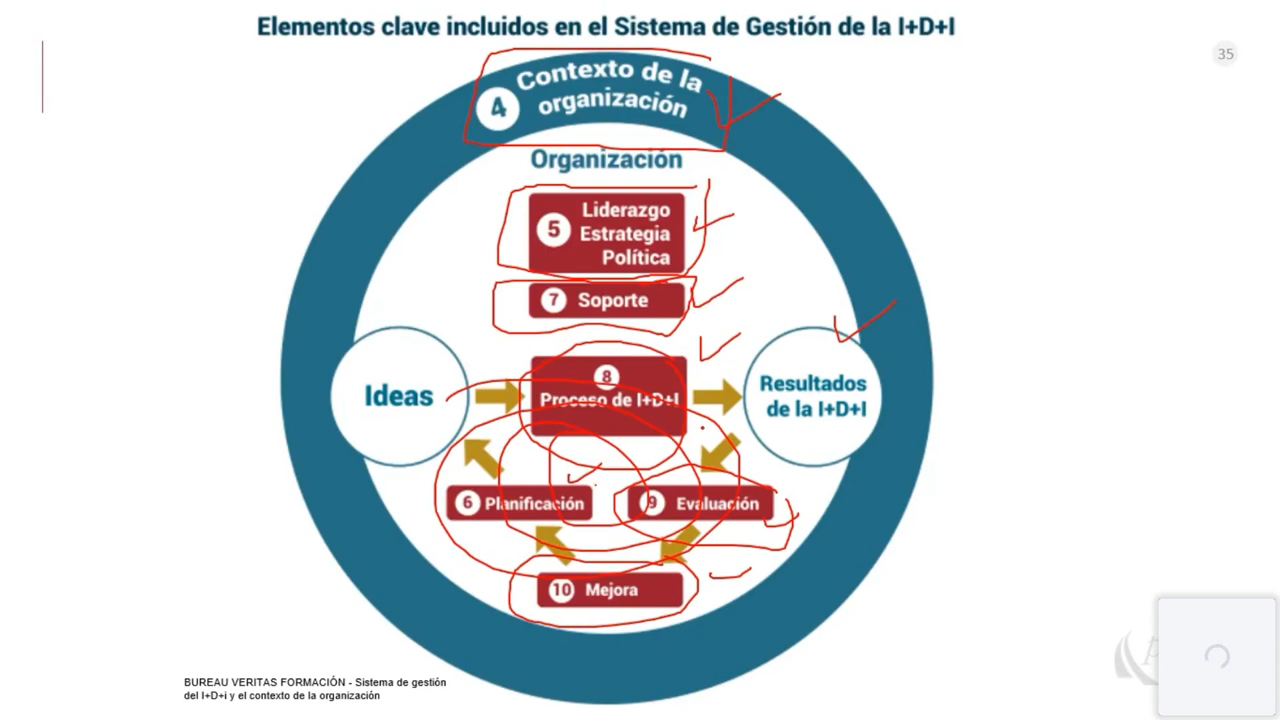 Elementos clave incluidos en el Sistema de Gestión de la I+D+I
35
4 Contexto de la
organización
Organización
5 Liderazgo
Estrategia
Política
7 Soporte
Ideas
8
Proceso de I+D+I
Resultados
de la I+D+I
6 Planificación
9 Evaluación
10 Mejora
BUREAU VERITAS FORMACIÓN - Sistema de gestión
del I+D+i y el contexto de la organización